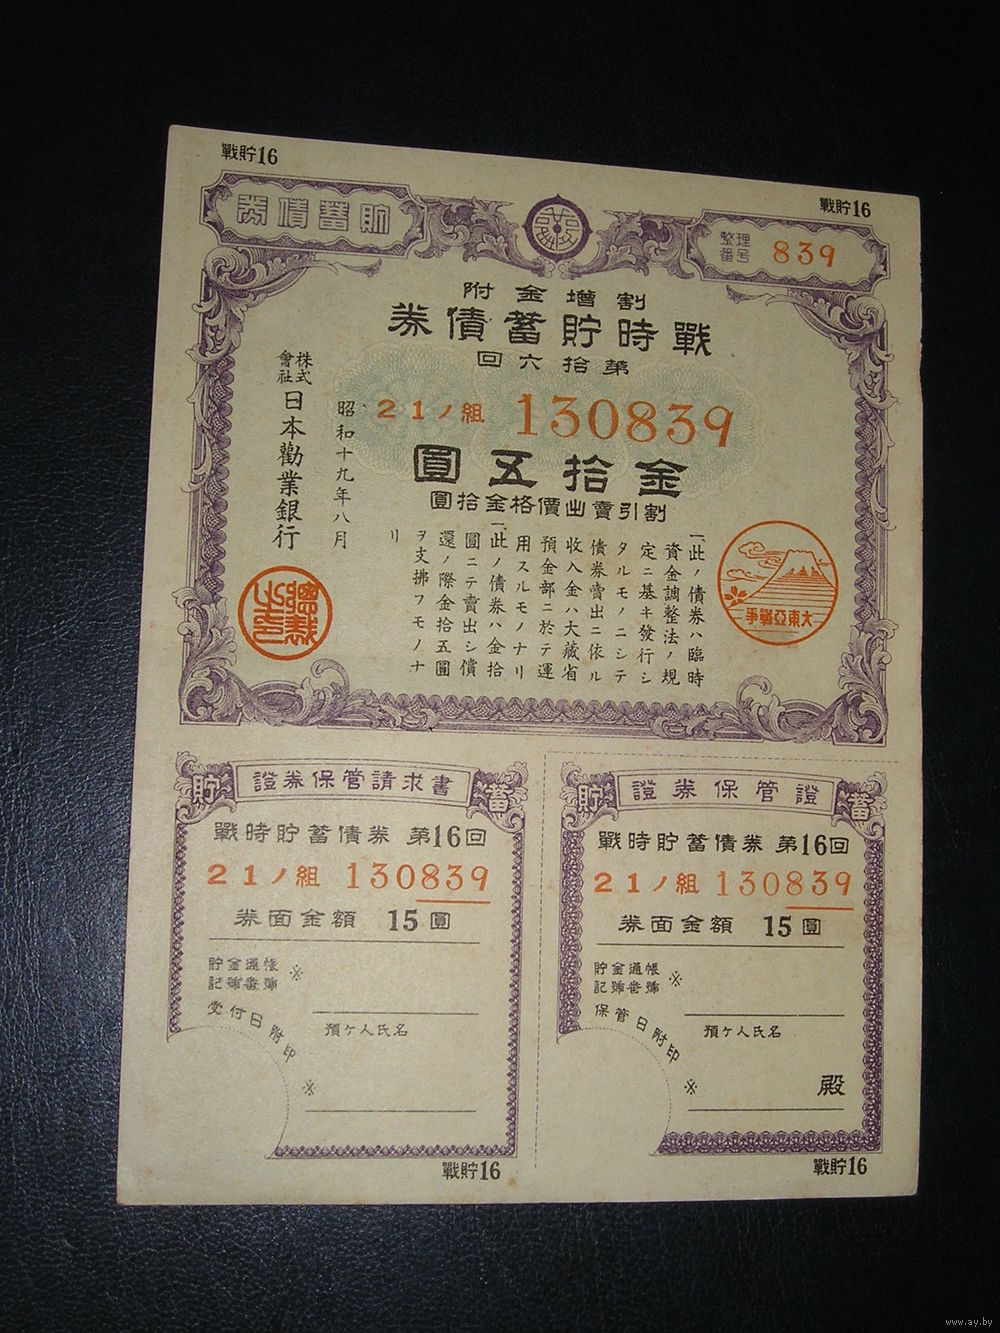 戰貯16
戰貯16
券債蓄貯
整理番号
839
附金增割
券債蓄貯時戰
回六拾第
21ノ組 130839
圓五拾金
圓拾金格價出賣引割
一、此ノ債券ハ臨時
資金調整法ノ規
定ニ基キ發行シ
タルモノニシテ
債券賣出ニ依ル
收入金ハ大藏省
預金部ニ於テ運
用スルモノナリ
一、此ノ債券ハ金拾
圓ニテ賣出シ償
還ノ際金拾五圓
ヲ支拂フモノナ
リ
昭和十九年八月
株式會社日本勸業銀行
總裁之印
爭戰亞東大
貯 證券保管請求書 蓄
戰時貯蓄債券 第16回
21ノ組 130839
券面金額 15圓
貯金通帳
記號番號 ※
受付日附印
預ケ人氏名
※
戰貯16
貯 證券保管證 蓄
戰時貯蓄債券 第16回
21ノ組 130839
券面金額 15圓
貯金通帳
記號番號 ※
保管日附印
預ケ人氏名
※ 殿
戰貯16
www.ay.by